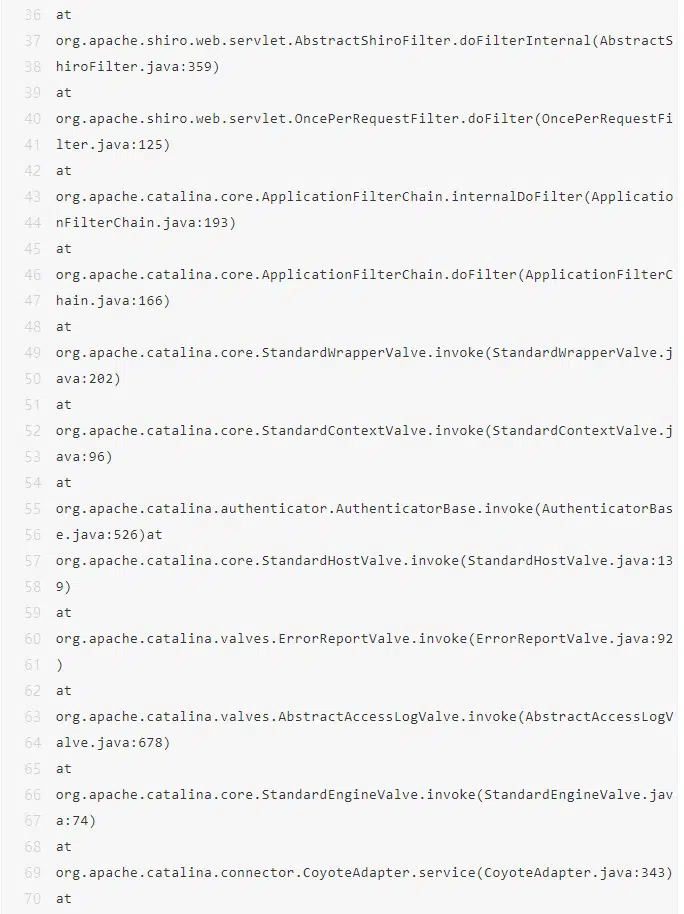 36 at
37 org.apache.shiro.web.servlet.AbstractShiroFilter.doFilterInternal(AbstractS
38 hiroFilter.java:359)
39 at
40 org.apache.shiro.web.servlet.OncePerRequestFilter.doFilter(OncePerRequestFi
41 lter.java:125)
42 at
43 org.apache.catalina.core.ApplicationFilterChain.internalDoFilter(Applicatio
44 nFilterChain.java:193)
45 at
46 org.apache.catalina.core.ApplicationFilterChain.doFilter(ApplicationFilterC
47 hain.java:166)
48 at
49 org.apache.catalina.core.StandardWrapperValve.invoke(StandardWrapperValve.j
50 ava:202)
51 at
52 org.apache.catalina.core.StandardContextValve.invoke(StandardContextValve.j
53 ava:96)
54 at
55 org.apache.catalina.authenticator.AuthenticatorBase.invoke(AuthenticatorBas
56 e.java:526)at
57 org.apache.catalina.core.StandardHostValve.invoke(StandardHostValve.java:13
58 9)
59 at
60 org.apache.catalina.valves.ErrorReportValve.invoke(ErrorReportValve.java:92
61 )
62 at
63 org.apache.catalina.valves.AbstractAccessLogValve.invoke(AbstractAccessLogV
64 alve.java:678)
65 at
66 org.apache.catalina.core.StandardEngineValve.invoke(StandardEngineValve.jav
67 a:74)
68 at
69 org.apache.catalina.connector.CoyoteAdapter.service(CoyoteAdapter.java:343)
70 at